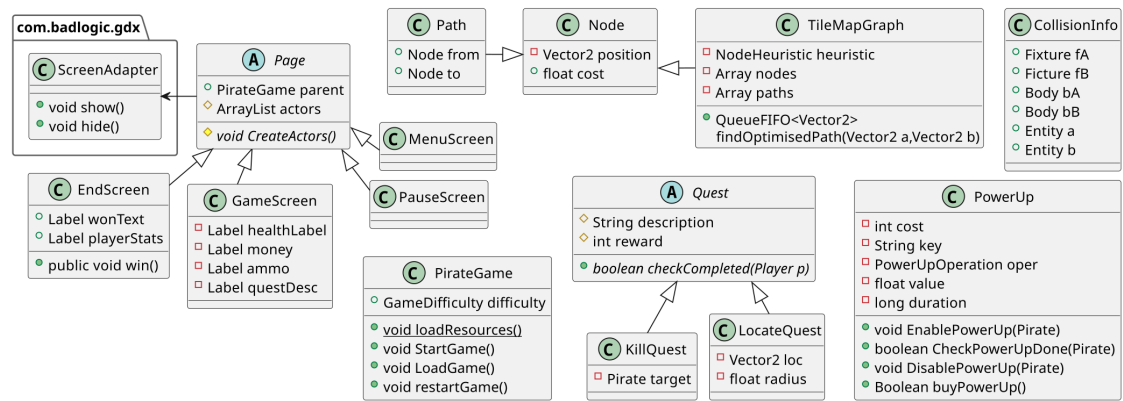 com.badlogic.gdx
C ScreenAdapter
void show()
void hide()
A Page
PirateGame parent
ArrayList actors
void CreateActors()
C EndScreen
Label wonText
Label playerStats
public void win()
C GameScreen
Label healthLabel
Label money
Label ammo
Label questDesc
C MenuScreen
C PauseScreen
C Path
Node from
Node to
C Node
Vector2 position
float cost
C TileMapGraph
NodeHeuristic heuristic
Array nodes
Array paths
QueueFIFO<Vector2>
findOptimisedPath(Vector2 a,Vector2 b)
C CollisionInfo
Fixture fA
Ficture fB
Body bA
Body bB
Entity a
Entity b
C PirateGame
GameDifficulty difficulty
void loadResources()
void StartGame()
void LoadGame()
void restartGame()
A Quest
String description
int reward
boolean checkCompleted(Player p)
C KillQuest
Pirate target
C LocateQuest
Vector2 loc
float radius
C PowerUp
int cost
String key
PowerUpOperation oper
float value
long duration
void EnablePowerUp(Pirate)
boolean CheckPowerUpDone(Pirate)
void DisablePowerUp(Pirate)
Boolean buyPowerUp()